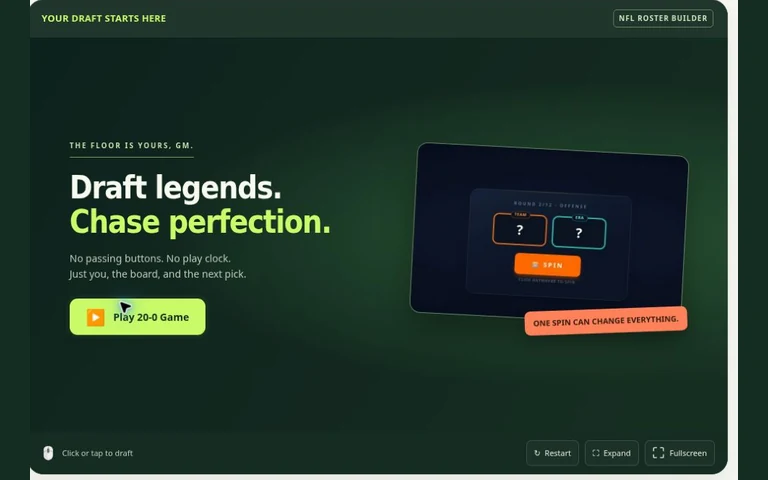 YOUR DRAFT STARTS HERE
NFL ROSTER BUILDER
THE FLOOR IS YOURS, GM.
Draft legends.
Chase perfection.
No passing buttons. No play clock.
Just you, the board, and the next pick.
Play 20-0 Game
TEAM
ERA
?
?
SPIN
ONE SPIN CAN CHANGE EVERYTHING.
Click or tap to draft
Restart
Expand
Fullscreen